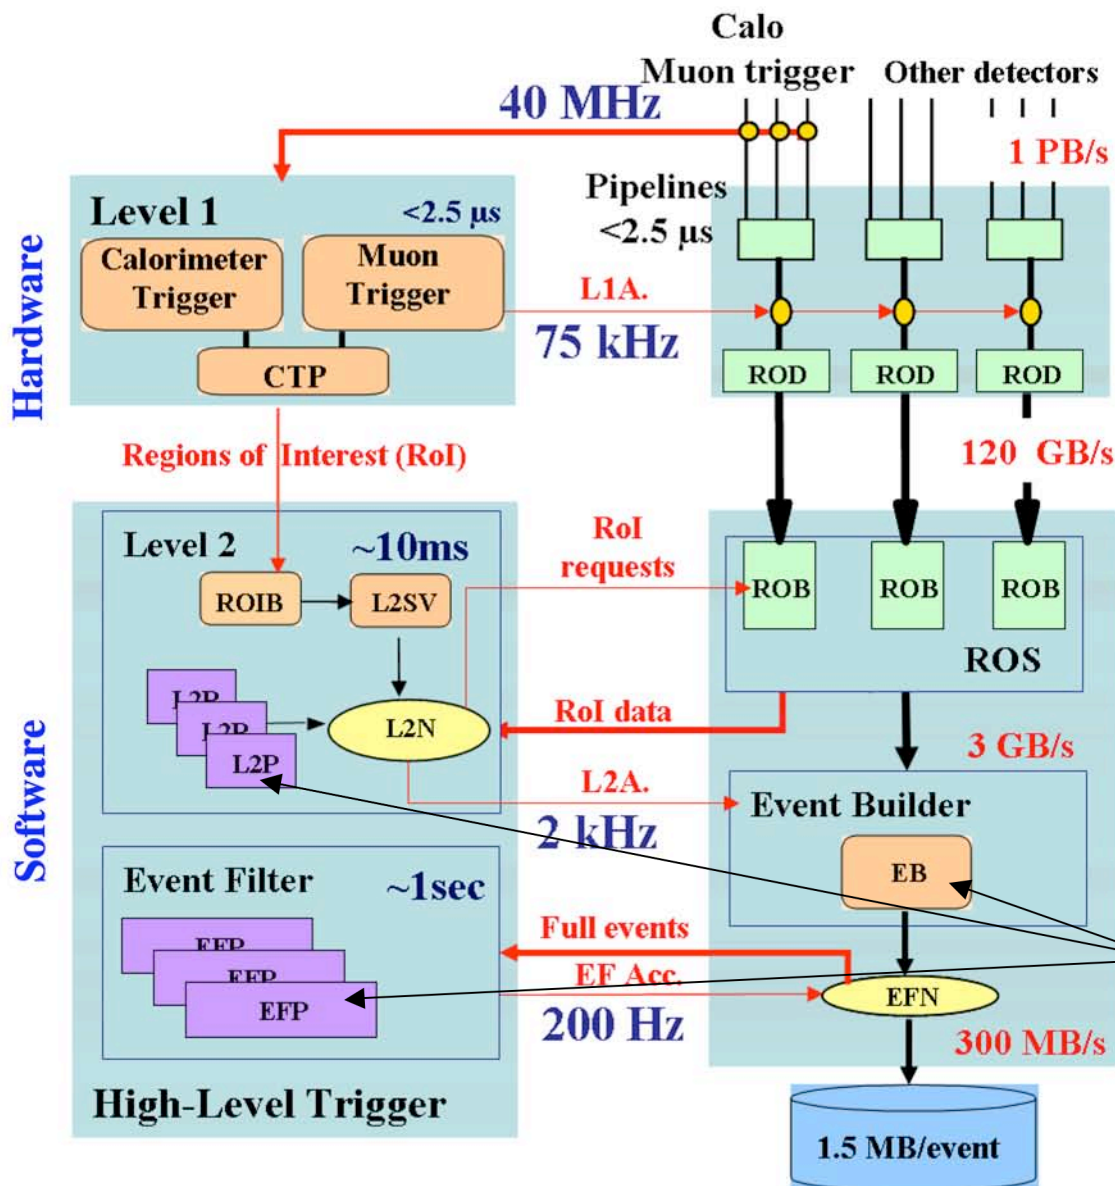 Calo
Muon trigger
Other detectors
40 MHz
1 PB/s
Pipelines
<2.5 µs
Hardware
Level 1
<2.5 µs
Calorimeter
Trigger
Muon
Trigger
CTP
L1A.
75 kHz
ROD
ROD
ROD
Regions of Interest (RoI)
120 GB/s
Software
Level 2
~10ms
ROIB
L2SV
L2P
L2P
L2P
L2N
RoI
requests
ROB
ROB
ROB
ROS
RoI data
3 GB/s
L2A.
2 kHz
Event Builder
EB
Event Filter
~1sec
EFP
EFP
EFP
Full events
EF Acc.
200 Hz
EFN
300 MB/s
High-Level Trigger
1.5 MB/event